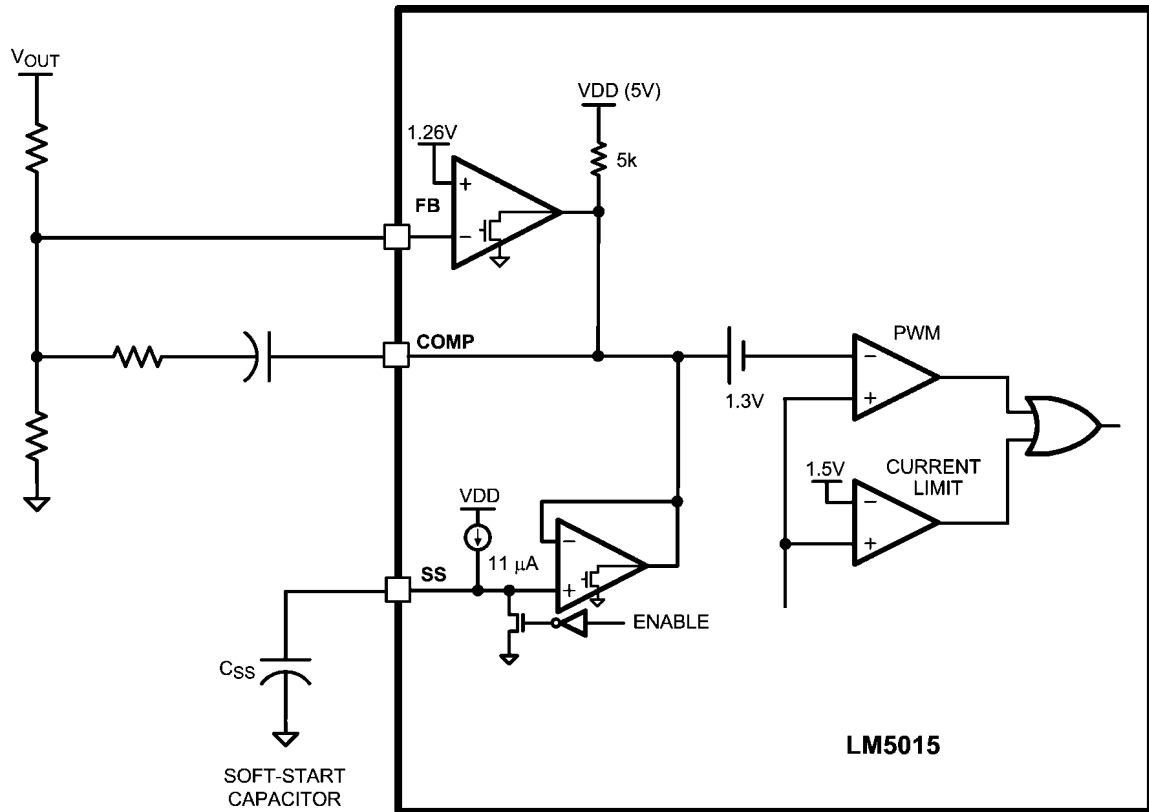 VOUT
VDD (5V)
1.26V
+
5k
FB
−
COMP
PWM
−
1.3V
+
1.5V
CURRENT
LIMIT
−
VDD
−
+
11 μA
SS
+
ENABLE
CSS
LM5015
SOFT-START
CAPACITOR